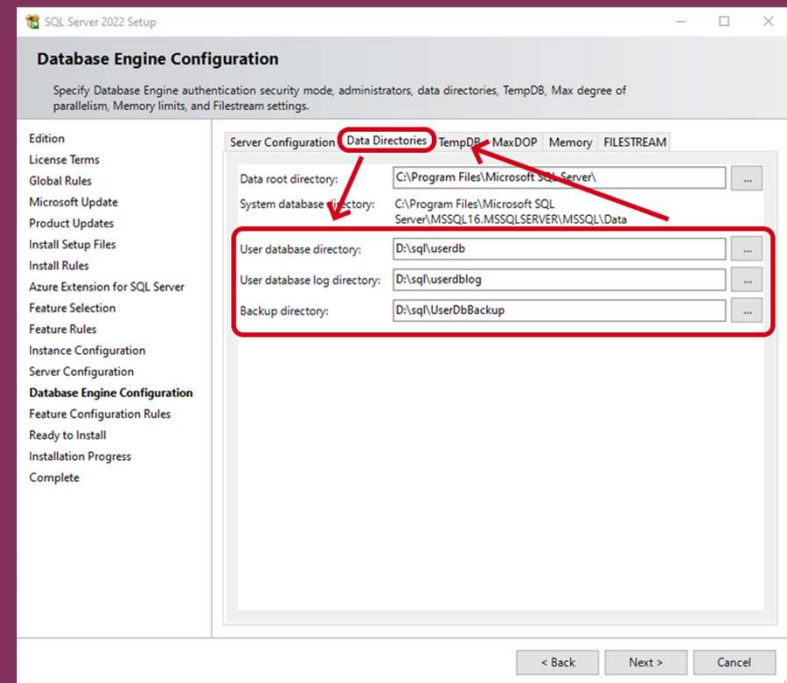 SQL Server 2022 Setup
Database Engine Configuration
Specify Database Engine authentication security mode, administrators, data directories, TempDB, Max degree of
parallelism, Memory limits, and Filestream settings.
Edition
License Terms
Global Rules
Microsoft Update
Product Updates
Install Setup Files
Install Rules
Azure Extension for SQL Server
Feature Selection
Feature Rules
Instance Configuration
Server Configuration
Database Engine Configuration
Feature Configuration Rules
Ready to Install
Installation Progress
Complete
Server Configuration Data Directories TempDB MaxDOP Memory FILESTREAM
Data root directory: C:\Program Files\Microsoft SQL Server\ ...
System database directory: C:\Program Files\Microsoft SQL
Server\MSSQL16.MSSQLSERVER\MSSQL\Data
User database directory: D:\sql\userdb ...
User database log directory: D:\sql\userdblog ...
Backup directory: D:\sql\UserDbBackup ...
< Back Next > Cancel